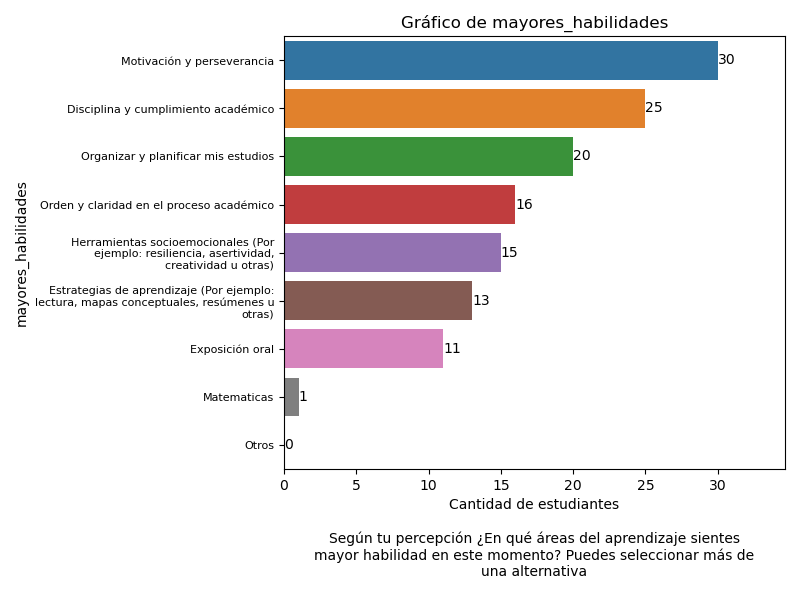 Gráfico de mayores_habilidades
Motivación y perseverancia
30
Disciplina y cumplimiento académico
25
Organizar y planificar mis estudios
20
Orden y claridad en el proceso académico
16
Herramientas socioemocionales (Por
ejemplo: resiliencia, asertividad,
creatividad u otras)
15
Estrategias de aprendizaje (Por ejemplo:
lectura, mapas conceptuales, resúmenes u
otras)
13
Exposición oral
11
Matematicas
1
Otros
0
mayores_habilidades
0 5 10 15 20 25 30
Cantidad de estudiantes
Según tu percepción ¿En qué áreas del aprendizaje sientes
mayor habilidad en este momento? Puedes seleccionar más de
una alternativa